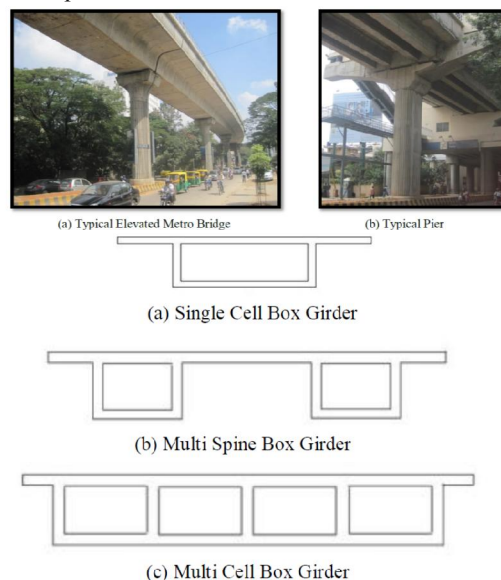 (a) Typical Elevated Metro Bridge
(b) Typical Pier
(a) Single Cell Box Girder
(b) Multi Spine Box Girder
(c) Multi Cell Box Girder